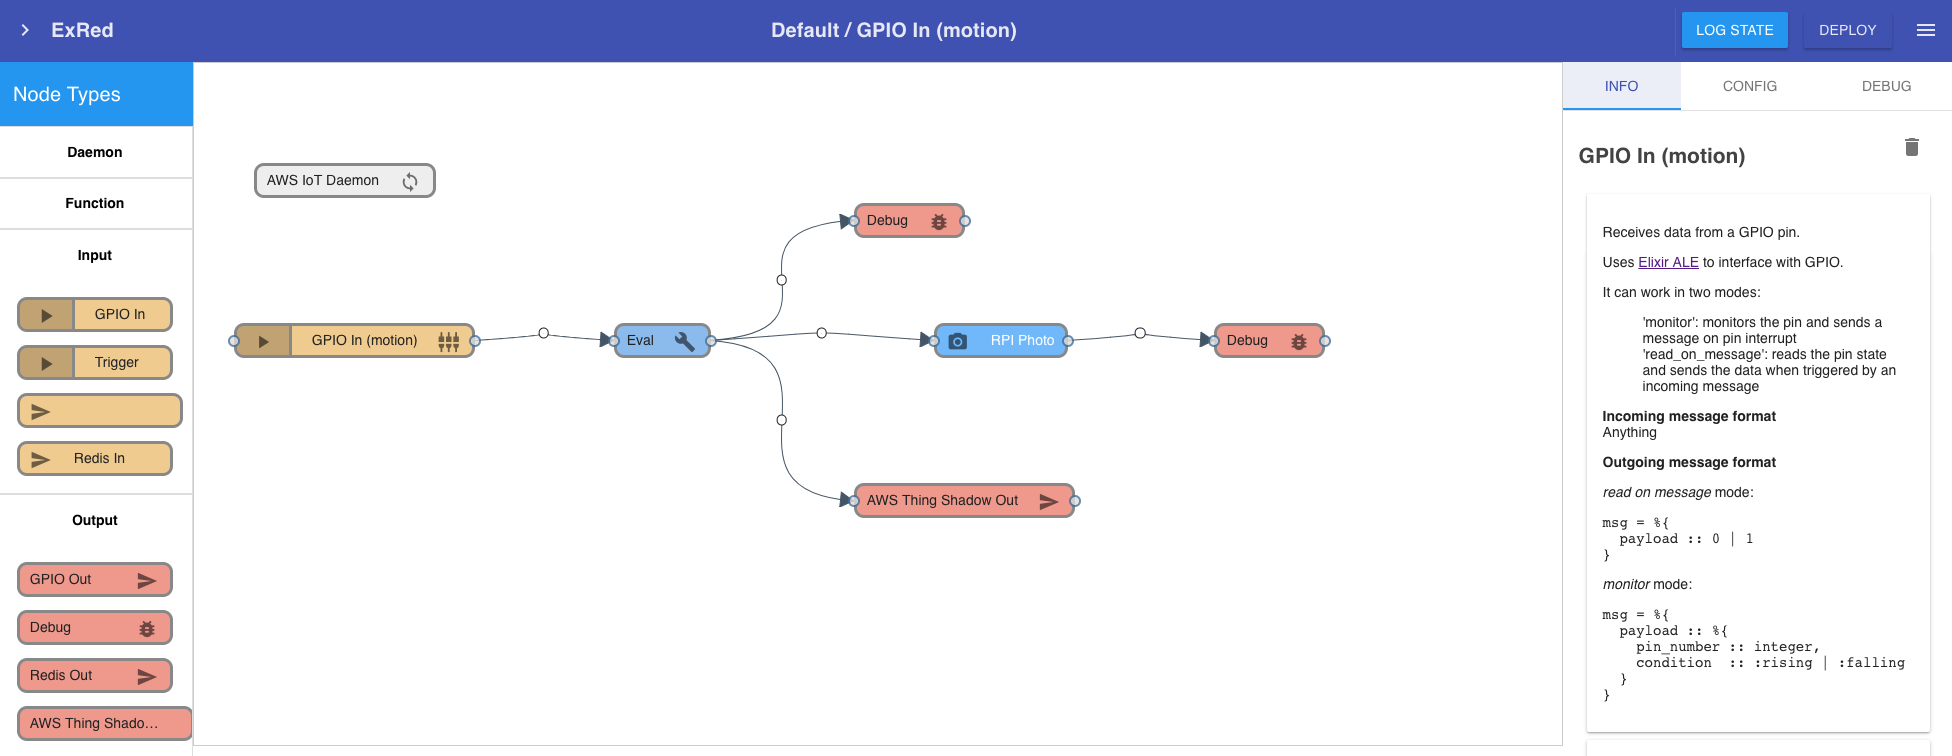 ExRed
Default / GPIO In (motion)
LOG STATE
DEPLOY
Node Types
Daemon
Function
Input
GPIO In
Trigger
Redis In
Output
GPIO Out
Debug
Redis Out
AWS Thing Shado...
AWS IoT Daemon
Debug
GPIO In (motion)
Eval
RPI Photo
Debug
AWS Thing Shadow Out
INFO
CONFIG
DEBUG
GPIO In (motion)
Receives data from a GPIO pin.
Uses Elixir ALE to interface with GPIO.
It can work in two modes:
'monitor': monitors the pin and sends a
message on pin interrupt
'read_on_message': reads the pin state
and sends the data when triggered by an
incoming message
Incoming message format
Anything
Outgoing message format
read on message mode:
msg = %{
payload :: 0 | 1
}
monitor mode:
msg = %{
payload :: %{
pin_number :: integer,
condition  :: :rising | :falling
}
}